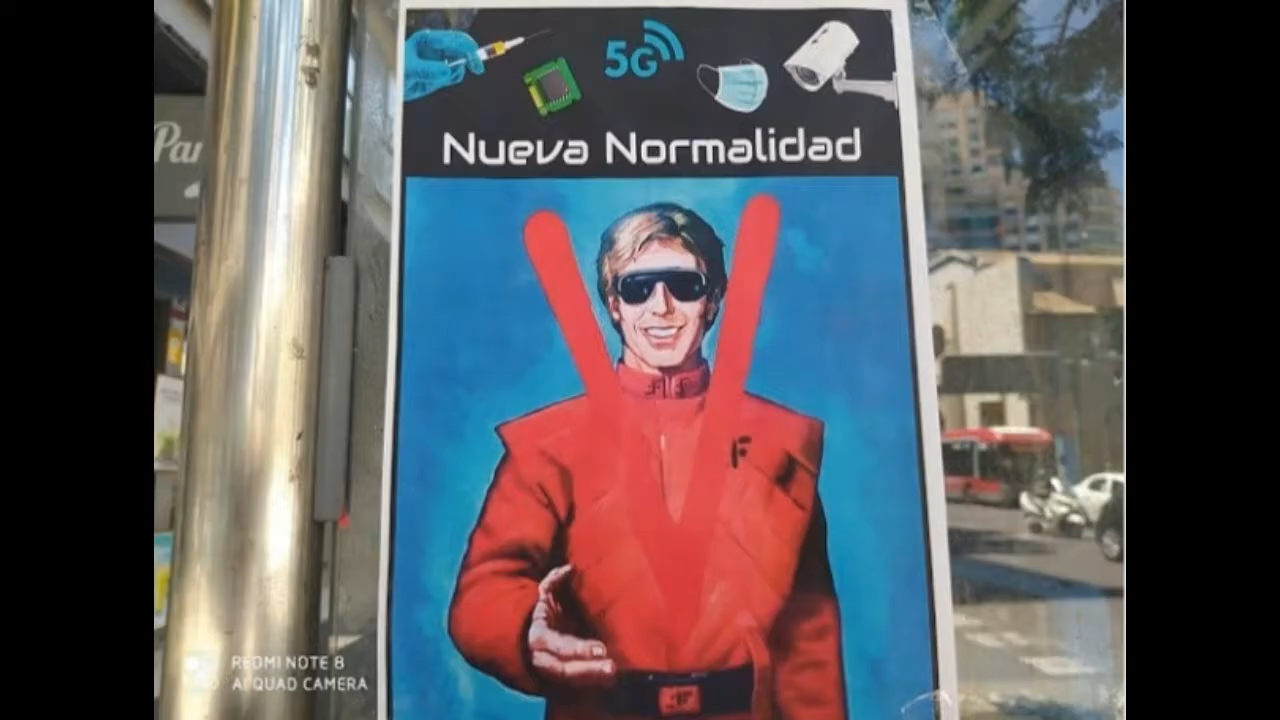 5G
Nueva Normalidad
Par
V
REDMI NOTE 8
AI QUAD CAMERA